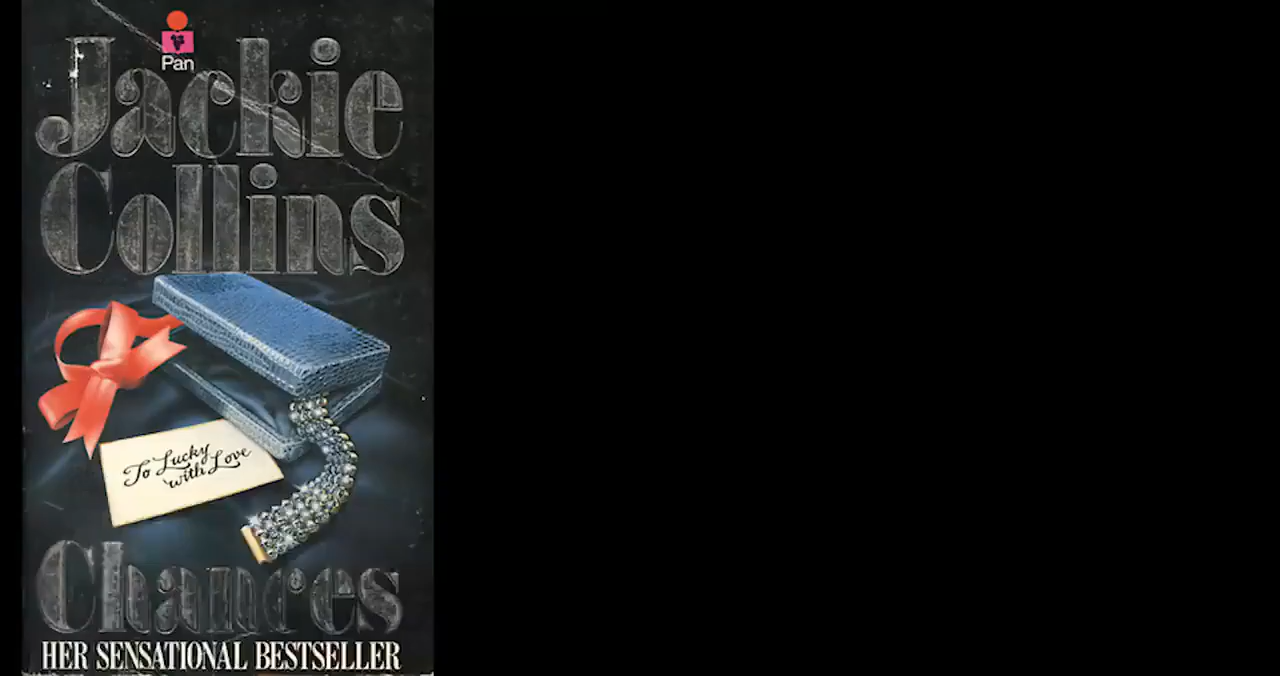 Pan
Jackie
Collins
To Lucky
with Love
Chances
HER SENSATIONAL BESTSELLER